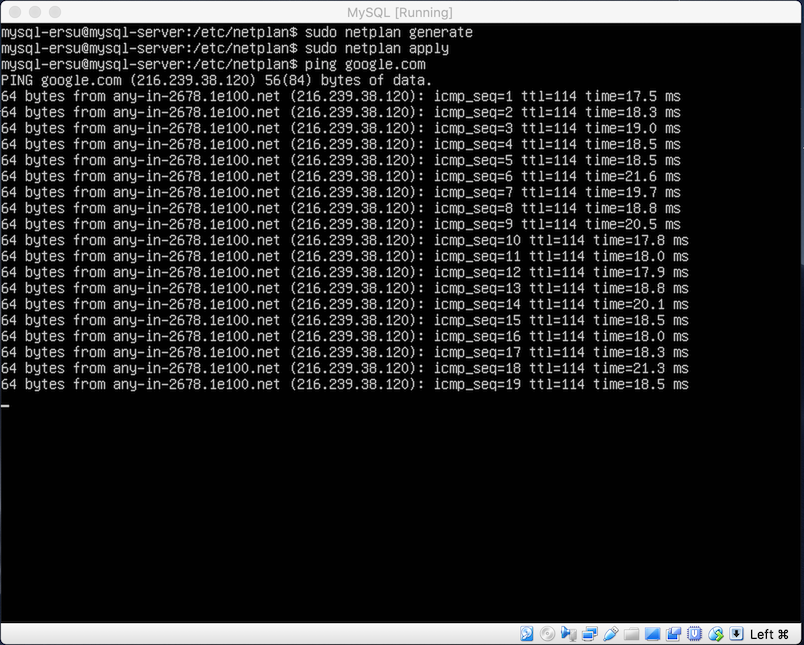 MySQL [Running]
mysql-ersu@mysql-server:/etc/netplan$ sudo netplan generate
mysql-ersu@mysql-server:/etc/netplan$ sudo netplan apply
mysql-ersu@mysql-server:/etc/netplan$ ping google.com
PING google.com (216.239.38.120) 56(84) bytes of data.
64 bytes from any-in-2678.1e100.net (216.239.38.120): icmp_seq=1 ttl=114 time=17.5 ms
64 bytes from any-in-2678.1e100.net (216.239.38.120): icmp_seq=2 ttl=114 time=18.3 ms
64 bytes from any-in-2678.1e100.net (216.239.38.120): icmp_seq=3 ttl=114 time=19.0 ms
64 bytes from any-in-2678.1e100.net (216.239.38.120): icmp_seq=4 ttl=114 time=18.5 ms
64 bytes from any-in-2678.1e100.net (216.239.38.120): icmp_seq=5 ttl=114 time=18.5 ms
64 bytes from any-in-2678.1e100.net (216.239.38.120): icmp_seq=6 ttl=114 time=21.6 ms
64 bytes from any-in-2678.1e100.net (216.239.38.120): icmp_seq=7 ttl=114 time=19.7 ms
64 bytes from any-in-2678.1e100.net (216.239.38.120): icmp_seq=8 ttl=114 time=18.8 ms
64 bytes from any-in-2678.1e100.net (216.239.38.120): icmp_seq=9 ttl=114 time=20.5 ms
64 bytes from any-in-2678.1e100.net (216.239.38.120): icmp_seq=10 ttl=114 time=17.8 ms
64 bytes from any-in-2678.1e100.net (216.239.38.120): icmp_seq=11 ttl=114 time=18.0 ms
64 bytes from any-in-2678.1e100.net (216.239.38.120): icmp_seq=12 ttl=114 time=17.9 ms
64 bytes from any-in-2678.1e100.net (216.239.38.120): icmp_seq=13 ttl=114 time=18.8 ms
64 bytes from any-in-2678.1e100.net (216.239.38.120): icmp_seq=14 ttl=114 time=20.1 ms
64 bytes from any-in-2678.1e100.net (216.239.38.120): icmp_seq=15 ttl=114 time=18.5 ms
64 bytes from any-in-2678.1e100.net (216.239.38.120): icmp_seq=16 ttl=114 time=18.0 ms
64 bytes from any-in-2678.1e100.net (216.239.38.120): icmp_seq=17 ttl=114 time=18.3 ms
64 bytes from any-in-2678.1e100.net (216.239.38.120): icmp_seq=18 ttl=114 time=21.3 ms
64 bytes from any-in-2678.1e100.net (216.239.38.120): icmp_seq=19 ttl=114 time=18.5 ms
Left ⌘